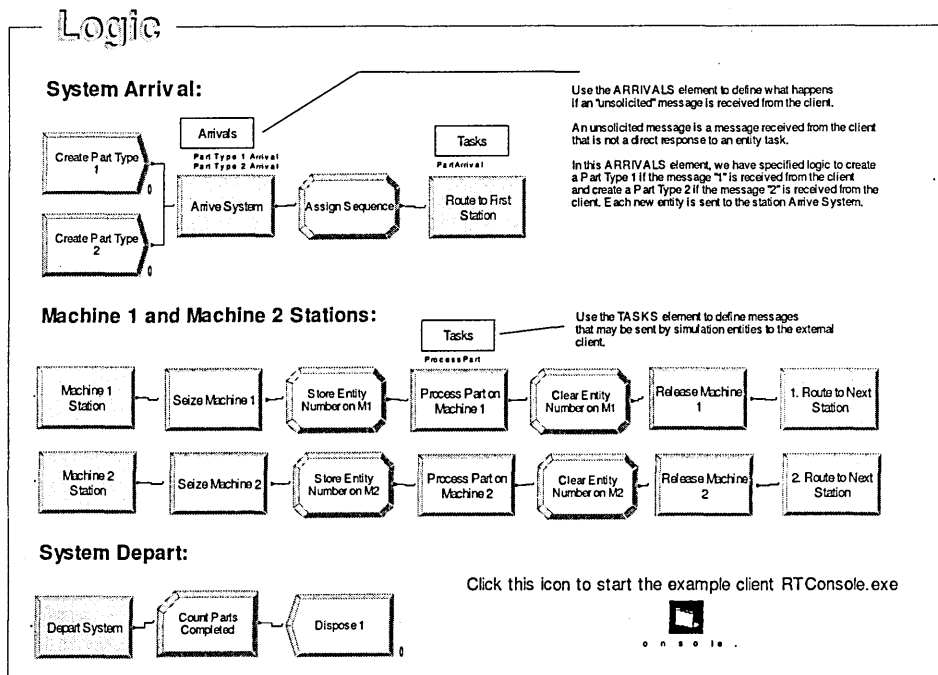 Logic
System Arrival:
Use the ARRIVALS element to define what happens
if an "unsolicited" message is received from the client.
An unsolicited message is a message received from the client
that is not a direct response to an entity task.
In this ARRIVALS element, we have specified logic to create
a Part Type 1 if the message "1" is received from the client
and create a Part Type 2 if the message "2" is received from the
client. Each new entity is sent to the station Arrive System.
Create Part Type
1
0
Arrivals
Part Type 1 Arrival
Part Type 2 Arrival
Arrive System
Assign Sequence
Tasks
PartArrival
Route to First
Station
Create Part Type
2
0
Machine 1 and Machine 2 Stations:
Use the TASKS element to define messages
that may be sent by simulation entities to the external
client.
Tasks
ProcessPart
Machine 1
Station
Seize Machine 1
Store Entity
Number on M1
Process Part on
Machine 1
Clear Entity
Number on M1
Release Machine
1
1. Route to Next
Station
Machine 2
Station
Seize Machine 2
Store Entity
Number on M2
Process Part on
Machine 2
Clear Entity
Number on M2
Release Machine
2
2. Route to Next
Station
System Depart:
Depart System
Count Parts
Completed
Dispose 1
0
Click this icon to start the example client RTConsole.exe
onsole.